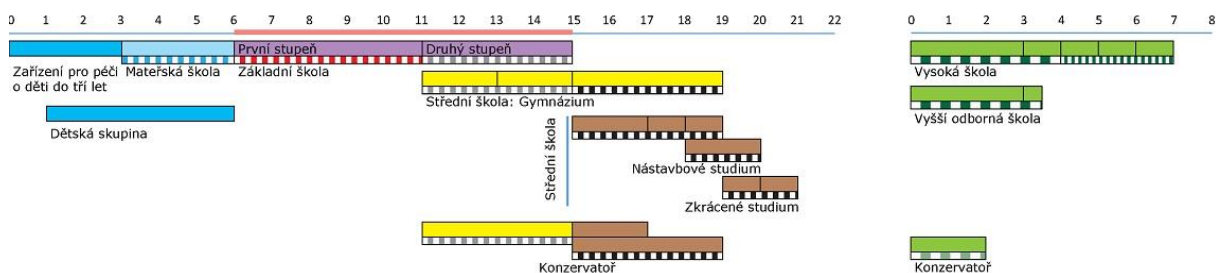 0 1 2 3 4 5 6 7 8 9 10 11 12 13 14 15 16 17 18 19 20 21 22
0 1 2 3 4 5 6 7 8
První stupeň
Druhý stupeň
Zařízení pro péči
o děti do tří let
Mateřská škola
Základní škola
Vysoká škola
Střední škola: Gymnázium
Vyšší odborná škola
Dětská skupina
Střední škola
Nástavbové studium
Zkrácené studium
Konzervatoř
Konzervatoř